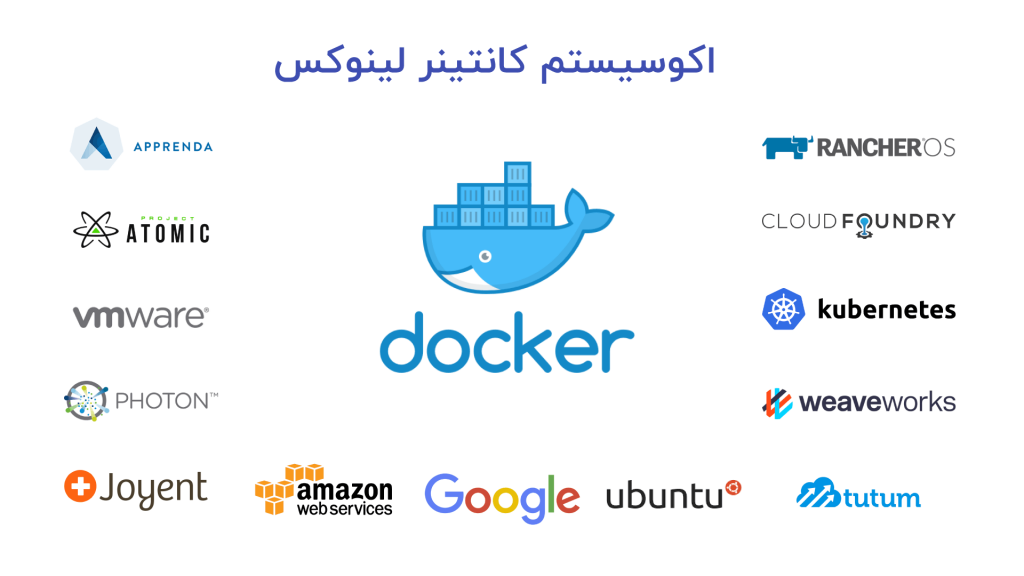 اکوسیستم کانتینر لینوکس
APPRENDA
RANCHER OS
PROJECT
ATOMIC
CLOUD FOUNDRY
vmware®
kubernetes
docker
PHOTON™
weaveworks
Joyent
amazon
web services
Google
ubuntu
tutum